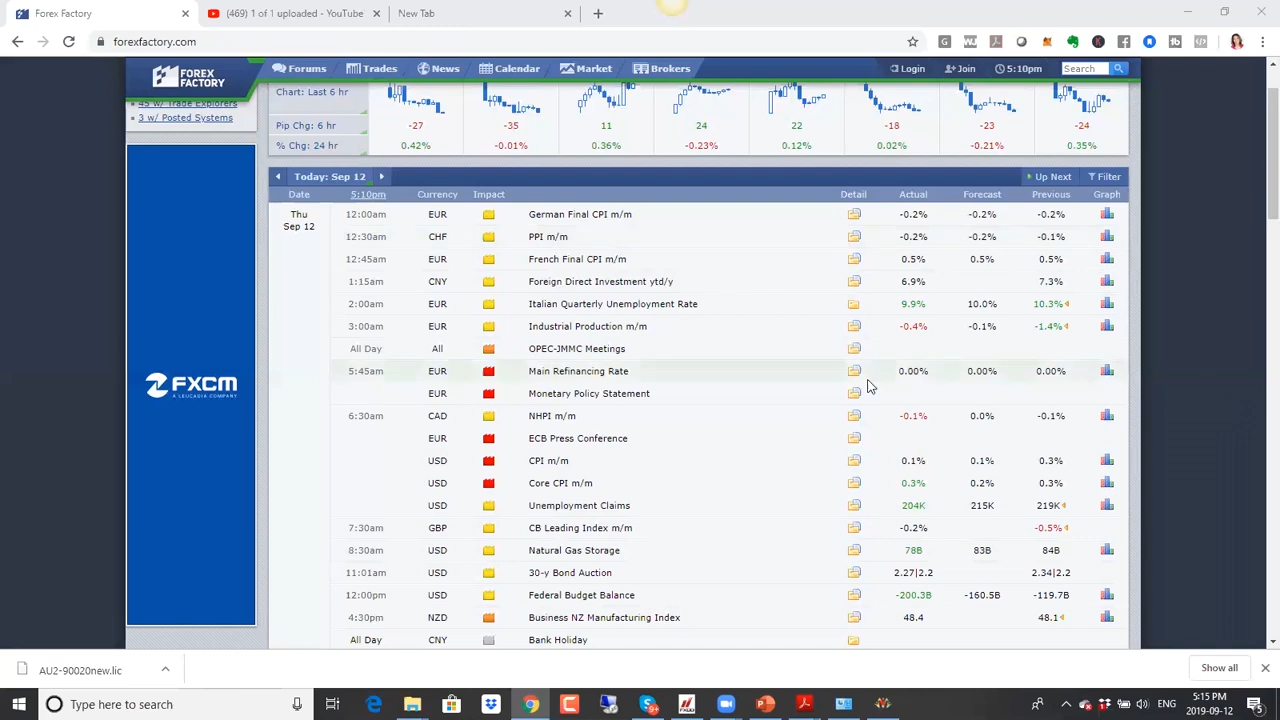 Forex Factory
(469) 1 of 1 uploaded - YouTube
New Tab
forexfactory.com
FOREX FACTORY Forums Trades News Calendar Market Brokers Login Join 5:10pm Search
45 w/ Trade Explorers
3 w/ Posted Systems
Chart: Last 6 hr
Pip Chg: 6 hr -27 -35 11 24 22 -18 -23 -24
% Chg: 24 hr 0.42% -0.01% 0.36% -0.23% 0.12% 0.02% -0.21% 0.35%
Today: Sep 12 Up Next Filter
Date 5:10pm Currency Impact Detail Actual Forecast Previous Graph
Thu Sep 12 12:00am EUR German Final CPI m/m -0.2% -0.2% -0.2%
12:30am CHF PPI m/m -0.2% -0.2% -0.1%
12:45am EUR French Final CPI m/m 0.5% 0.5% 0.5%
1:15am CNY Foreign Direct Investment ytd/y 6.9% 7.3%
2:00am EUR Italian Quarterly Unemployment Rate 9.9% 10.0% 10.3%
3:00am EUR Industrial Production m/m -0.4% -0.1% -1.4%
All Day All OPEC-JMMC Meetings
5:45am EUR Main Refinancing Rate 0.00% 0.00% 0.00%
EUR Monetary Policy Statement
6:30am CAD NHPI m/m -0.1% 0.0% -0.1%
EUR ECB Press Conference
USD CPI m/m 0.1% 0.1% 0.3%
USD Core CPI m/m 0.3% 0.2% 0.3%
USD Unemployment Claims 204K 215K 219K
7:30am GBP CB Leading Index m/m -0.2% -0.5%
8:30am USD Natural Gas Storage 78B 83B 84B
11:01am USD 30-y Bond Auction 2.27|2.2 2.34|2.2
12:00pm USD Federal Budget Balance -200.3B -160.5B -119.7B
4:30pm NZD Business NZ Manufacturing Index 48.4 48.1
All Day CNY Bank Holiday
FXCM
A LEUCADIA COMPANY
AU2-90020new.lic
Show all
Type here to search
ENG
5:15 PM
2019-09-12
5